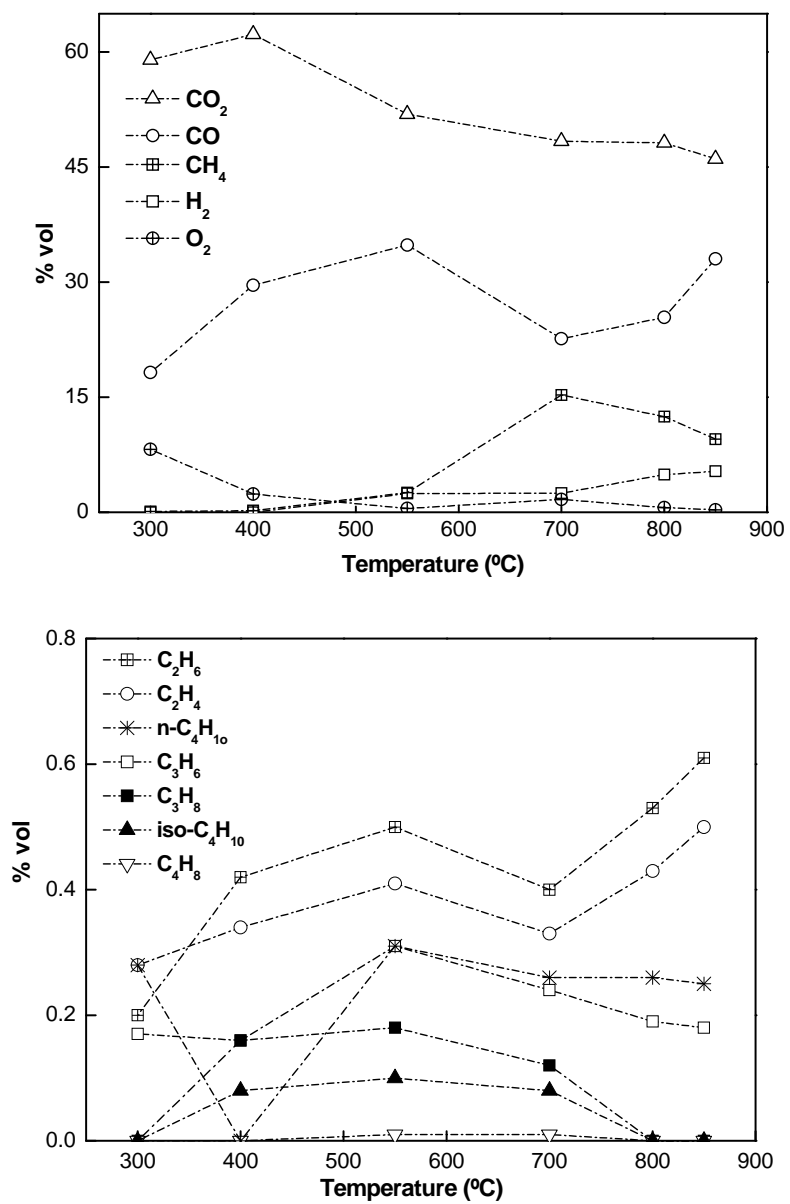 60
45
30
15
0
% vol
CO₂
CO
CH₄
H₂
O₂
300 400 500 600 700 800 900
Temperature (ºC)
0.8
0.6
0.4
0.2
0.0
% vol
C₂H₆
C₂H₄
n-C₄H₁ₒ
C₃H₆
C₃H₈
iso-C₄H₁₀
C₄H₈
300 400 500 600 700 800 900
Temperature (ºC)